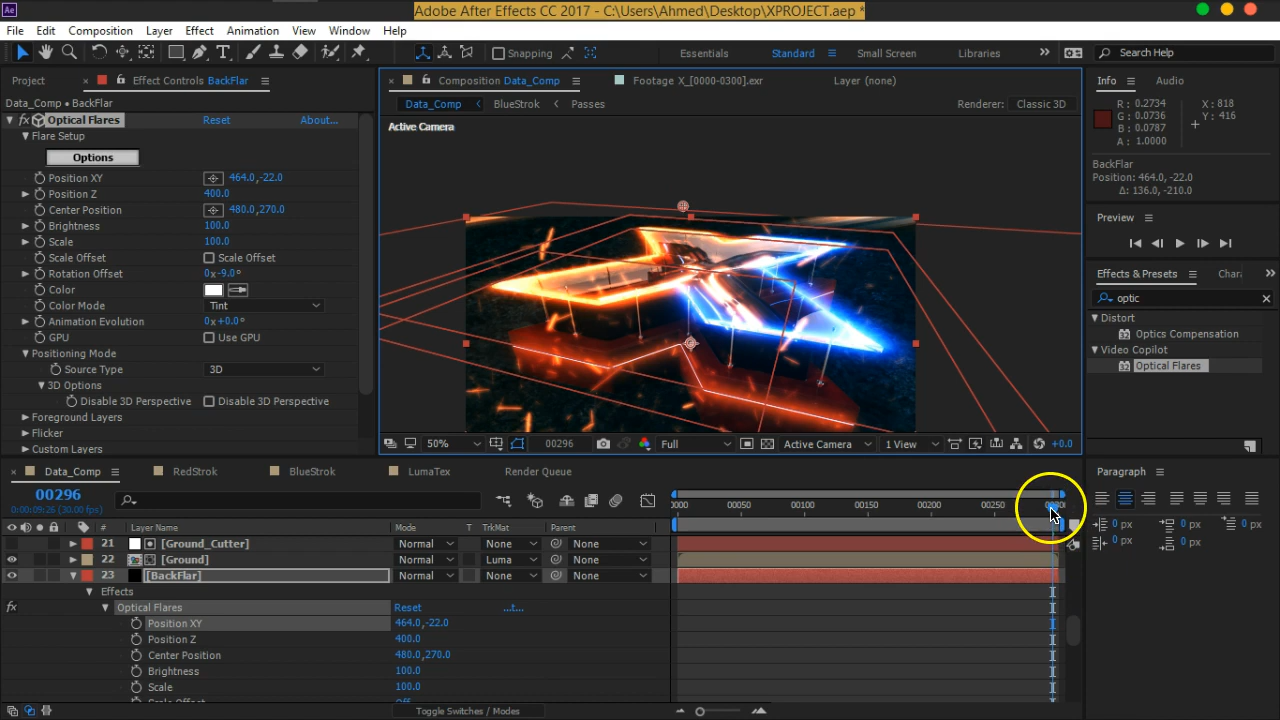 Ae
Adobe After Effects CC 2017 - C:\Users\Ahmed\Desktop\XPROJECT.aep *
File Edit Composition Layer Effect Animation View Window Help
Snapping Essentials Standard Small Screen Libraries Search Help
Project Effect Controls BackFlar Composition Data_Comp Footage X_[0000-0300].exr Layer (none) Info Audio
Data_Comp • BackFlar Data_Comp BlueStrok Passes Renderer: Classic 3D
fx Optical Flares Reset About...
Active Camera
R : 0.2734 X : 818
G : 0.0736 Y : 416
B : 0.0787
A : 1.0000
BackFlar
Position: 464.0, -22.0
Δ: 136.0, -210.0
Flare Setup
Options
Position XY 464.0,-22.0
Position Z 400.0
Center Position 480.0,270.0
Brightness 100.0
Scale 100.0
Scale Offset Scale Offset
Rotation Offset 0x-9.0°
Color
Color Mode Tint
Animation Evolution 0x+0.0°
GPU Use GPU
Positioning Mode
Source Type 3D
3D Options
Disable 3D Perspective Disable 3D Perspective
Foreground Layers
Flicker
Custom Layers
Preview
Effects & Presets Chara
optic
Distort
32 Optics Compensation
Video Copilot
32 Optical Flares
50% 00296 Full Active Camera 1 View +0.0
Data_Comp RedStrok BlueStrok LumaTex Render Queue Paragraph
00296
0:00:09:26 (30.00 fps)
0000 00050 00100 00150 00200 00250
# Layer Name Mode T TrkMat Parent
21 [Ground_Cutter] Normal None None
22 [Ground] Normal Luma None
23 [BackFlar] Normal None None
Effects
fx Optical Flares Reset ...t...
Position XY 464.0,-22.0
Position Z 400.0
Center Position 480.0,270.0
Brightness 100.0
Scale 100.0
Toggle Switches / Modes
0 px 0 px 0 px
0 px 0 px